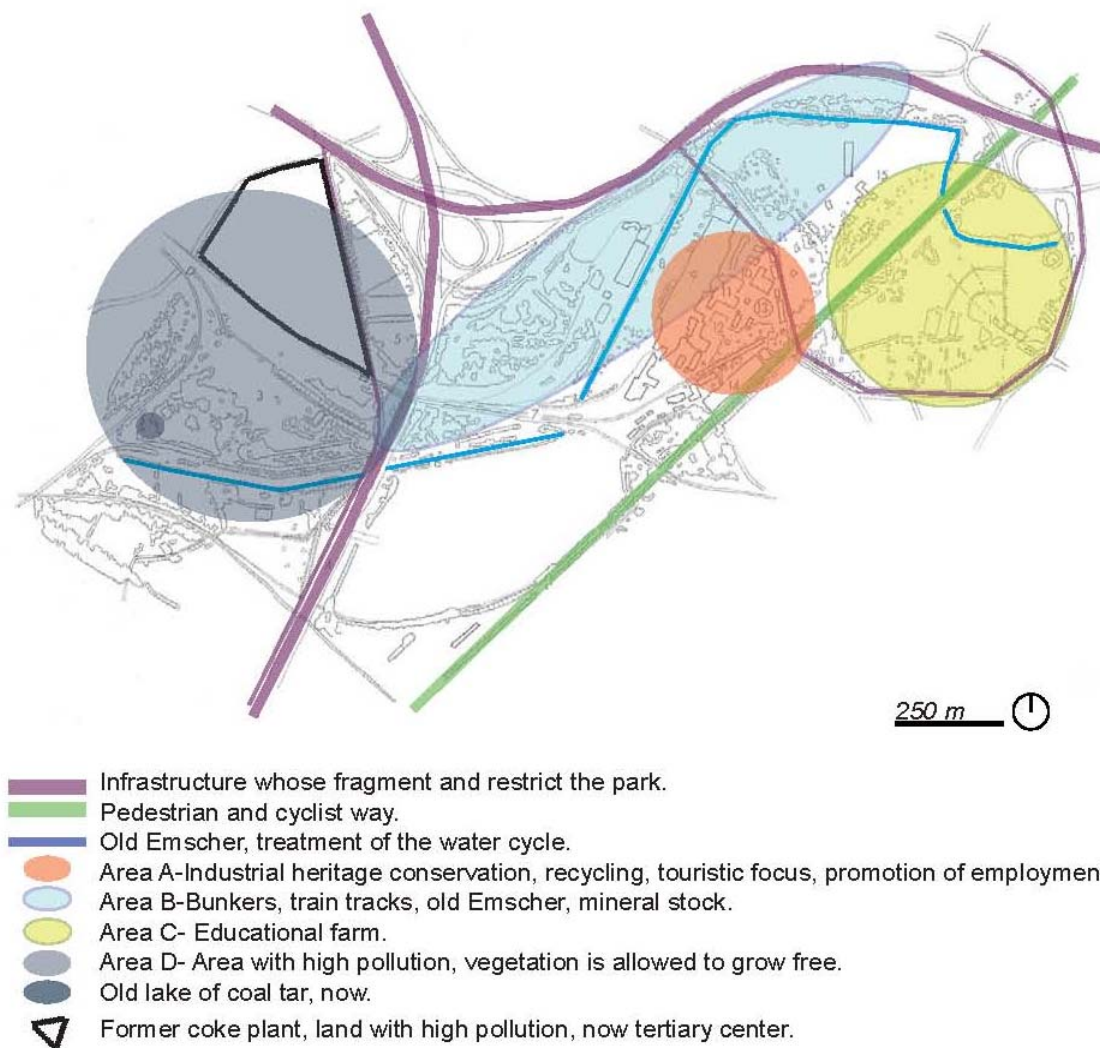 250 m
Infrastructure whose fragment and restrict the park.
Pedestrian and cyclist way.
Old Emscher, treatment of the water cycle.
Area A-Industrial heritage conservation, recycling, touristic focus, promotion of employmen
Area B-Bunkers, train tracks, old Emscher, mineral stock.
Area C- Educational farm.
Area D- Area with high pollution, vegetation is allowed to grow free.
Old lake of coal tar, now.
Former coke plant, land with high pollution, now tertiary center.